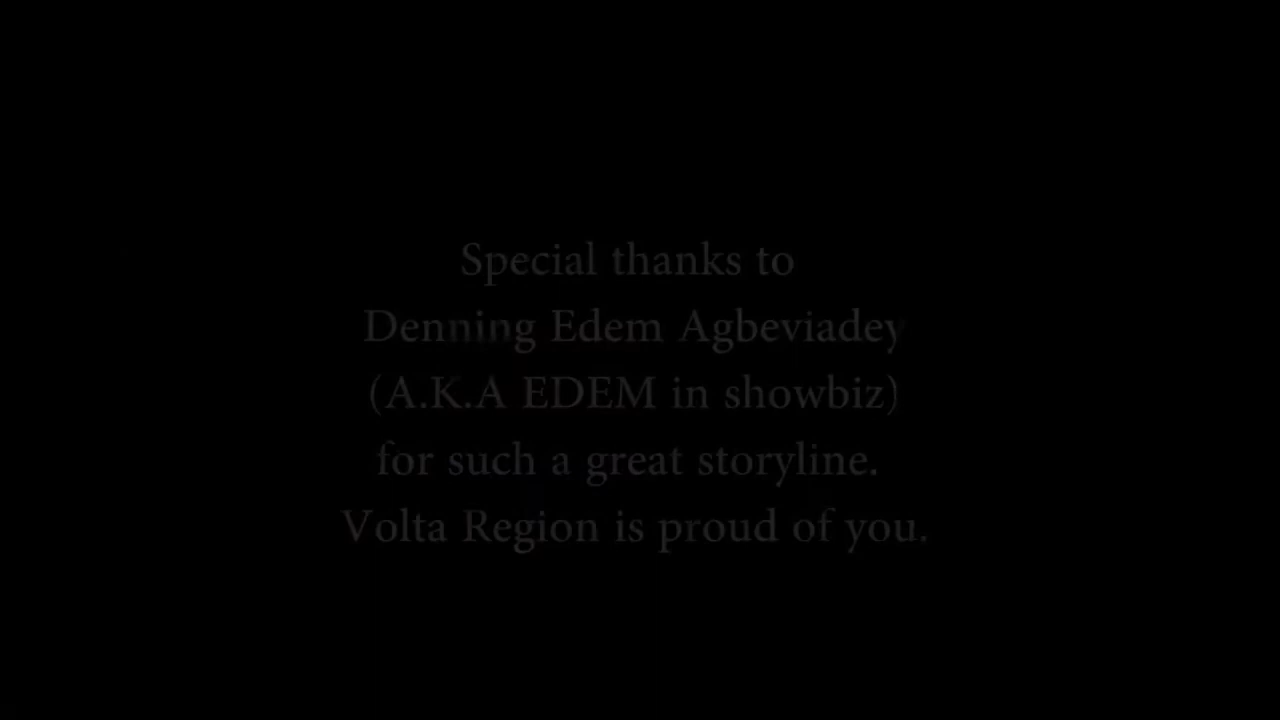 Special thanks to
Denning Edem Agbeviadey
(A.K.A EDEM in showbiz)
for such a great storyline.
Volta Region is proud of you.